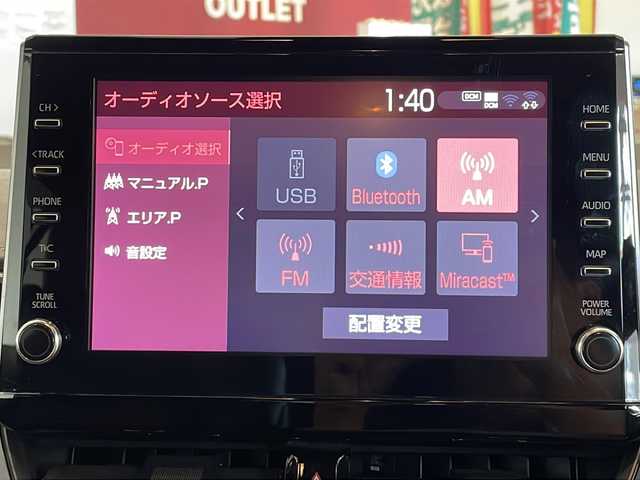 OUTLET
CH >
< TRACK
PHONE
TUNE
SCROLL
HOME
MENU
AUDIO
MAP
POWER
VOLUME
オーディオソース選択
1:40
DCM
DCM
オーディオ選択
マニュアル.P
エリア.P
音設定
USB
Bluetooth
AM
FM
交通情報
Miracast™
配置変更